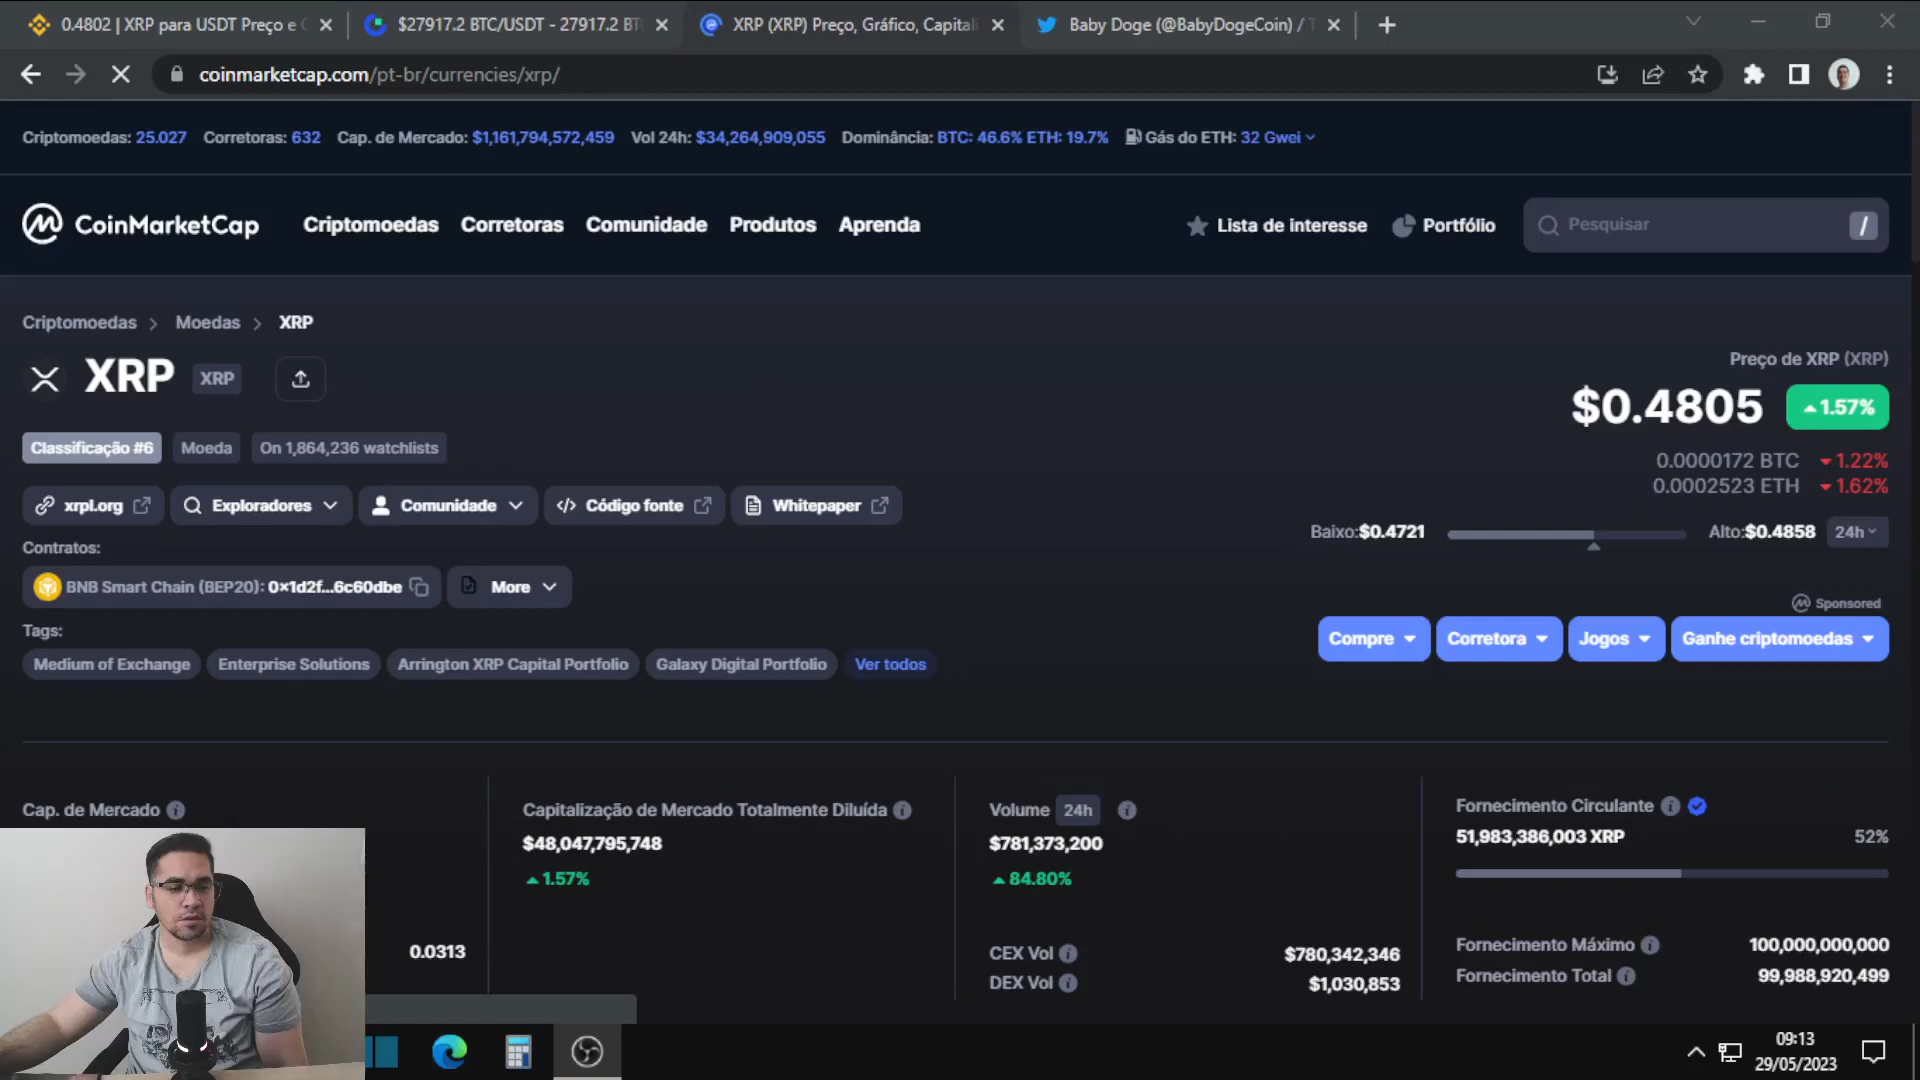 0.4802 | XRP para USDT Preço e
$27917.2 BTC/USDT - 27917.2
XRP (XRP) Preço, Gráfico, Capitali
Baby Doge (@BabyDogeCoin) /
coinmarketcap.com/pt-br/currencies/xrp/
Criptomoedas: 25.027 Corretoras: 632 Cap. de Mercado: $1,161,794,572,459 Vol 24h: $34,264,909,055 Dominância: BTC: 46.6% ETH: 19.7% Gás do ETH: 32 Gwei
CoinMarketCap Criptomoedas Corretoras Comunidade Produtos Aprenda Lista de interesse Portfólio Pesquisar /
Criptomoedas > Moedas > XRP
XRP XRP
Preço de XRP (XRP)
$0.4805 1.57%
Classificação #6 Moeda On 1,864,236 watchlists
0.0000172 BTC 1.22%
0.0002523 ETH 1.62%
xrpl.org Exploradores Comunidade Código fonte Whitepaper
Baixo:$0.4721 Alto:$0.4858 24h
Contratos:
BNB Smart Chain (BEP20): 0x1d2f...6c60dbe More
Sponsored
Tags:
Compre Corretora Jogos Ganhe criptomoedas
Medium of Exchange Enterprise Solutions Arrington XRP Capital Portfolio Galaxy Digital Portfolio Ver todos
Cap. de Mercado
0.0313
Capitalização de Mercado Totalmente Diluída
$48,047,795,748
1.57%
Volume 24h
$781,373,200
84.80%
CEX Vol $780,342,346
DEX Vol $1,030,853
Fornecimento Circulante
51,983,386,003 XRP 52%
Fornecimento Máximo 100,000,000,000
Fornecimento Total 99,988,920,499
09:13
29/05/2023